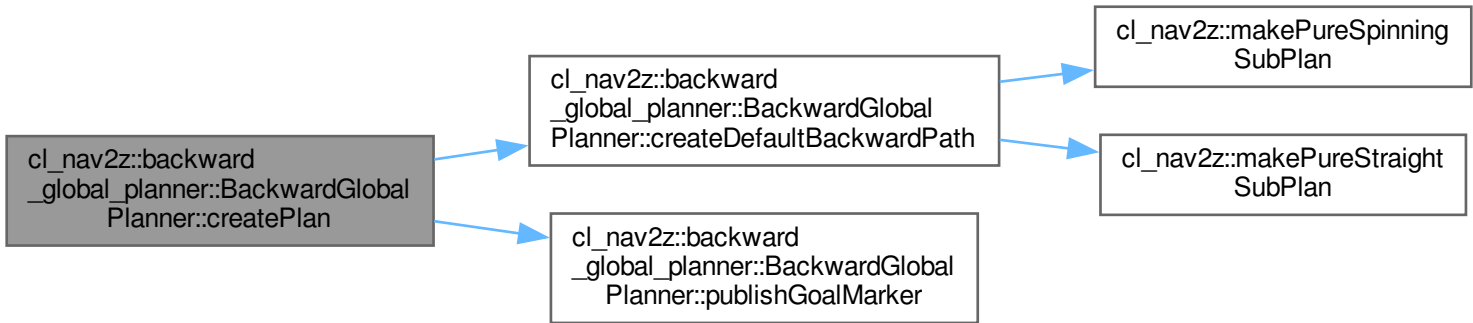 cl_nav2z::backward
_global_planner::BackwardGlobal
Planner::createPlan
cl_nav2z::backward
_global_planner::BackwardGlobal
Planner::createDefaultBackwardPath
cl_nav2z::backward
_global_planner::BackwardGlobal
Planner::publishGoalMarker
cl_nav2z::makePureSpinning
SubPlan
cl_nav2z::makePureStraight
SubPlan